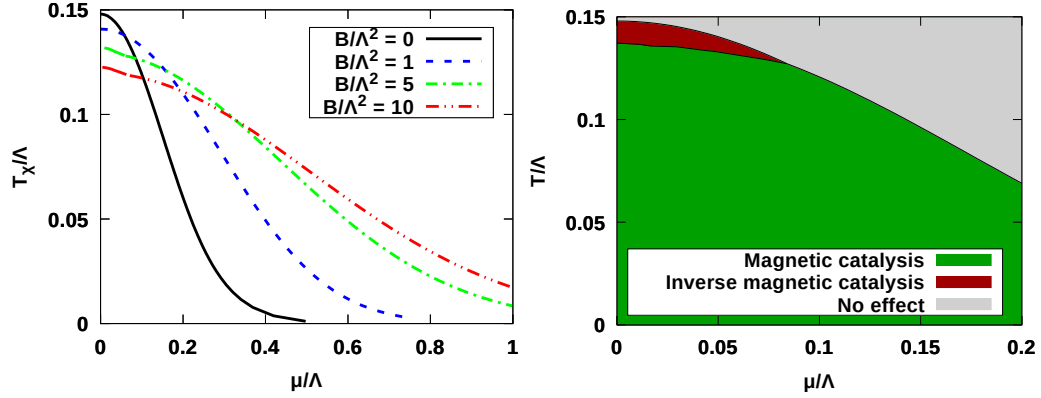 0.15
0.1
0.05
0
T_χ/Λ
B/Λ² = 0
B/Λ² = 1
B/Λ² = 5
B/Λ² = 10
0 0.2 0.4 0.6 0.8 1
μ/Λ
0.15
0.1
0.05
0
T/Λ
Magnetic catalysis
Inverse magnetic catalysis
No effect
0 0.05 0.1 0.15 0.2
μ/Λ